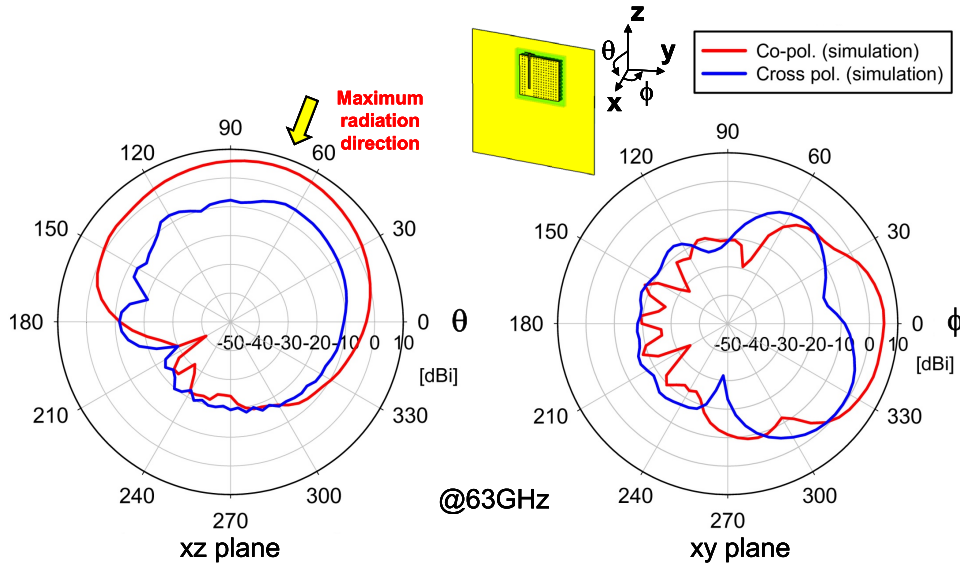 z
θ
y
x
ϕ
Co-pol. (simulation)
Cross pol. (simulation)
Maximum
radiation
direction
90
120
60
150
30
180
0
θ
-50
-40
-30
-20
-10
0
10
[dBi]
210
330
240
300
270
xz plane
@63GHz
90
120
60
150
30
180
0
ϕ
-50
-40
-30
-20
-10
0
10
[dBi]
210
330
240
300
270
xy plane